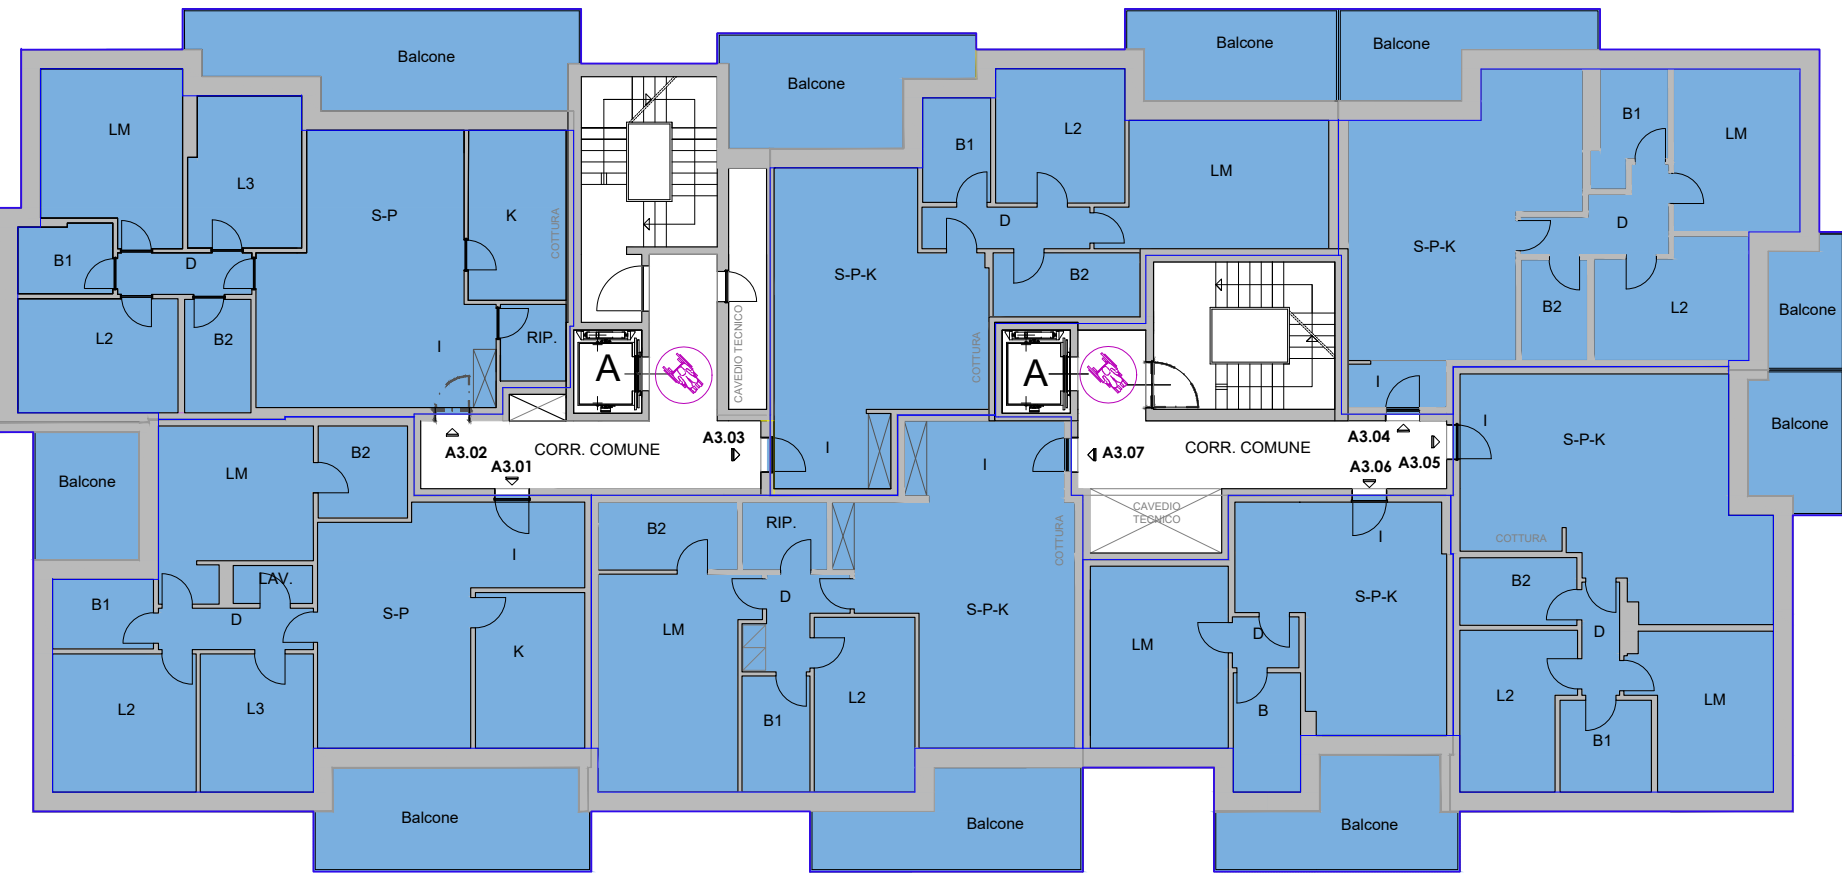 Balcone
Balcone
Balcone
Balcone
LM
L3
S-P
K
COTTURA
B1
D
L2
B2
I
RIP.
A
CAVEDIO TECNICO
B1
L2
LM
D
S-P-K
B2
COTTURA
A
B1
LM
D
S-P-K
B2
L2
I
Balcone
Balcone
A3.02
A3.01
CORR. COMUNE
A3.03
I
I
A3.07
CORR. COMUNE
A3.04
A3.06
A3.05
I
S-P-K
COTTURA
Balcone
LM
B2
I
LAV.
B1
D
S-P
K
L2
L3
Balcone
B2
RIP.
COTTURA
D
LM
S-P-K
L2
B1
Balcone
CAVEDIO
TECNICO
I
S-P-K
LM
D
B
Balcone
B2
D
L2
LM
B1